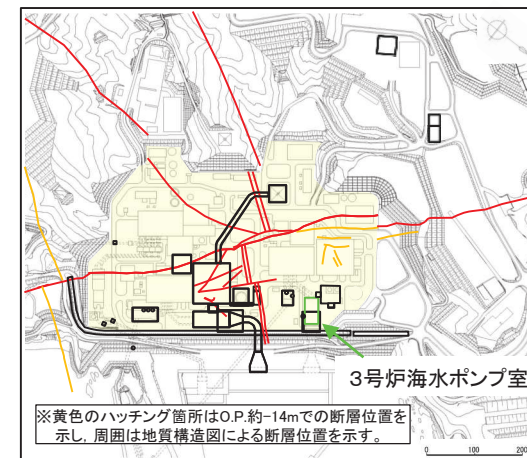 3号炉海水ポンプ室
※黄色のハッチング箇所はO.P.約-14mでの断層位置を
示し，周囲は地質構造図による断層位置を示す。
0 100 200